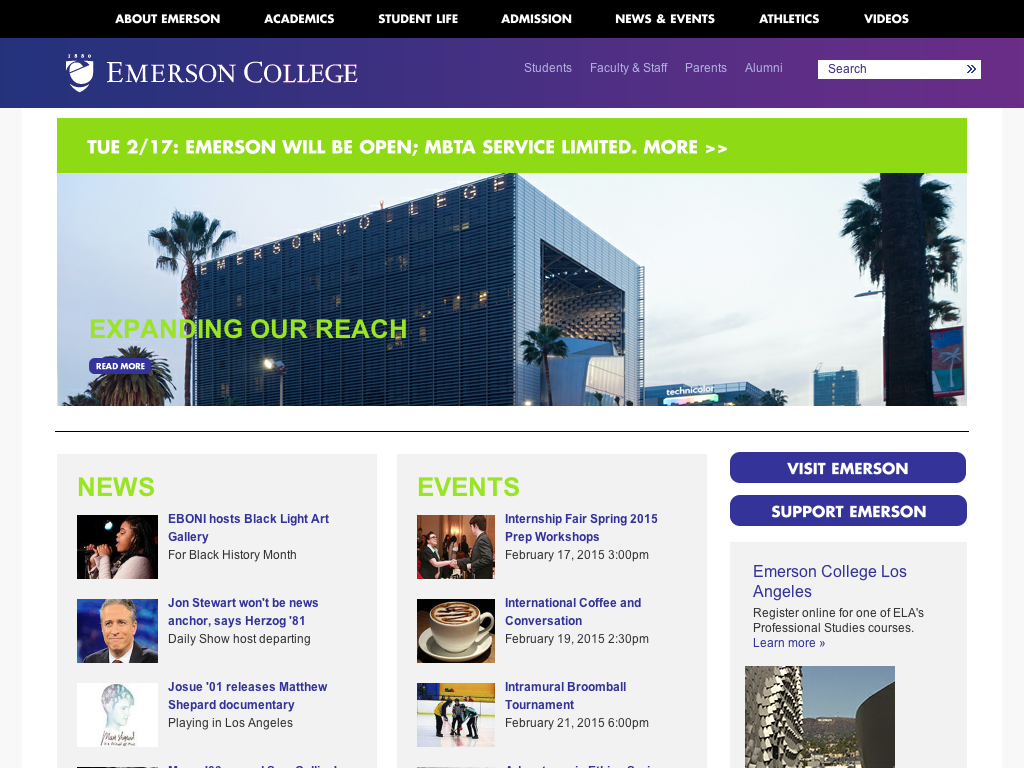 ABOUT EMERSON ACADEMICS STUDENT LIFE ADMISSION NEWS & EVENTS ATHLETICS VIDEOS
1880
EMERSON COLLEGE
Students Faculty & Staff Parents Alumni Search »
TUE 2/17: EMERSON WILL BE OPEN; MBTA SERVICE LIMITED. MORE >>
EMERSON COLLEGE
EXPANDING OUR REACH
READ MORE
technicolor
VISIT EMERSON
SUPPORT EMERSON
NEWS
EBONI hosts Black Light Art
Gallery
For Black History Month
Jon Stewart won't be news
anchor, says Herzog '81
Daily Show host departing
Josue '01 releases Matthew
Shepard documentary
Playing in Los Angeles
EVENTS
Internship Fair Spring 2015
Prep Workshops
February 17, 2015 3:00pm
International Coffee and
Conversation
February 19, 2015 2:30pm
Intramural Broomball
Tournament
February 21, 2015 6:00pm
Emerson College Los
Angeles
Register online for one of ELA's
Professional Studies courses.
Learn more »